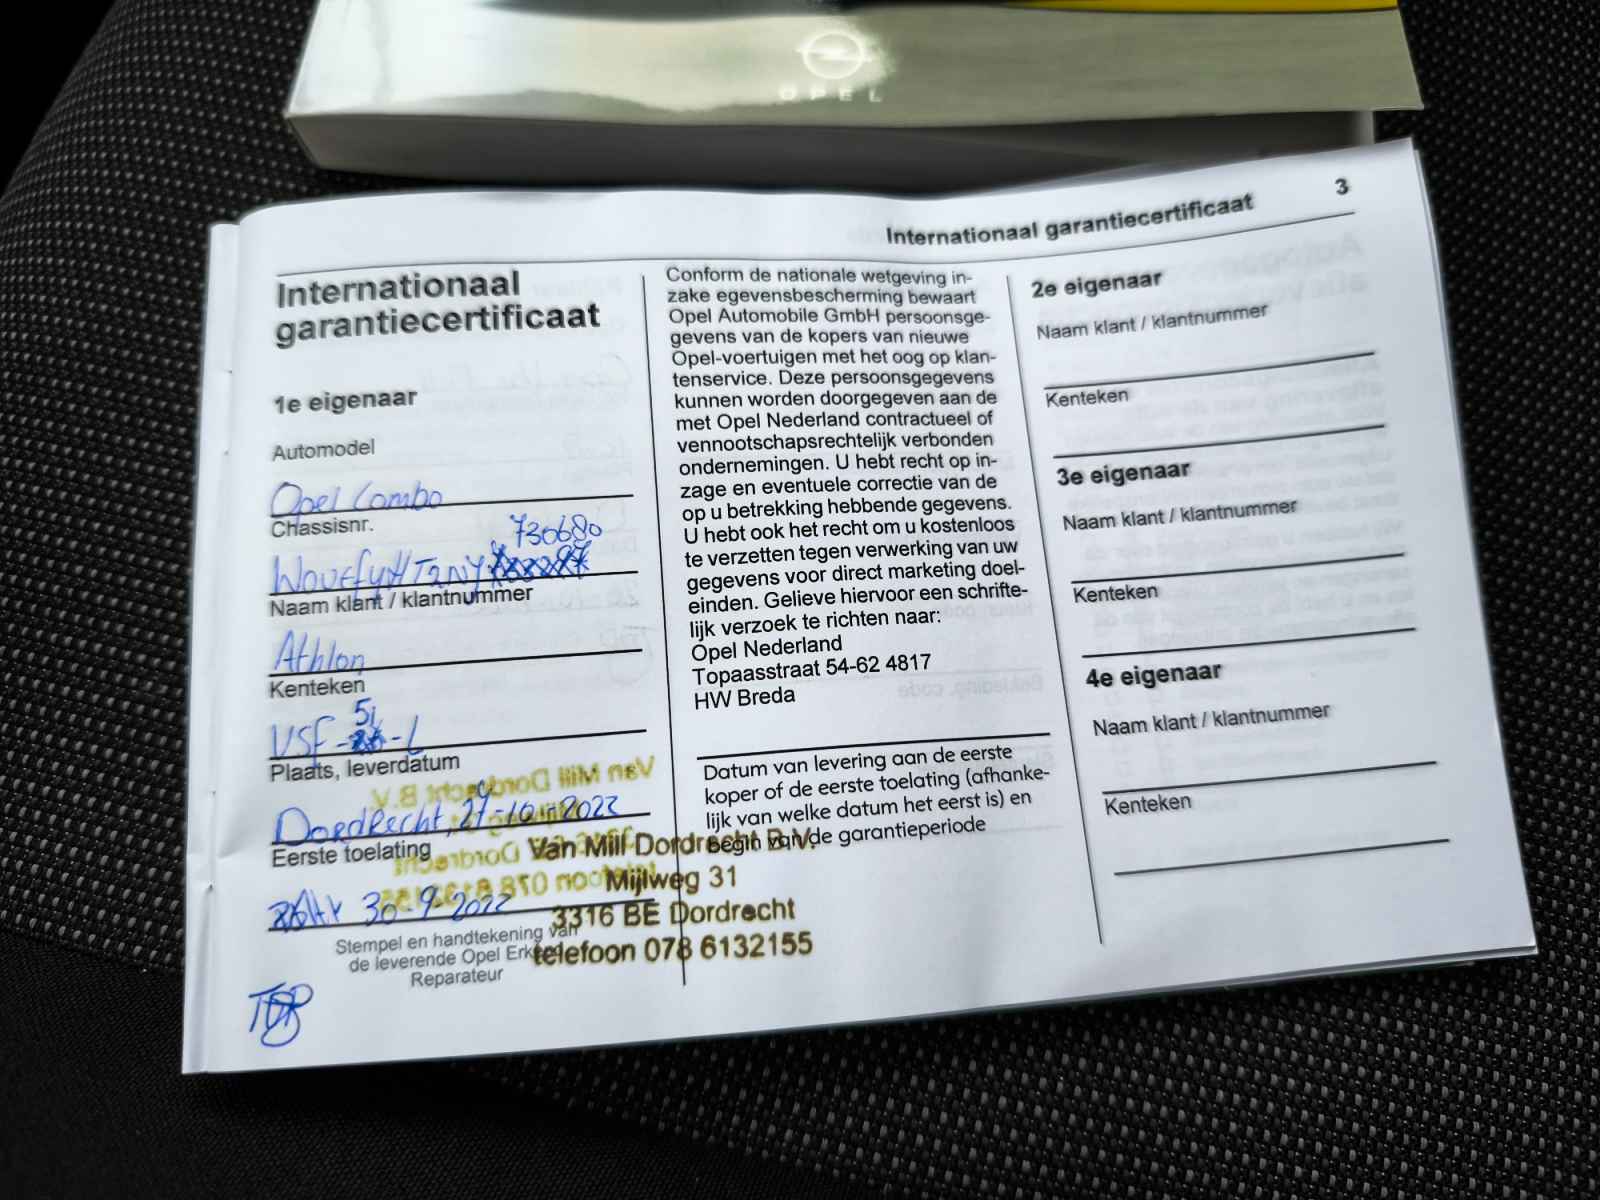 OPEL
Internationaal garantiecertificaat 3
Internationaal
garantiecertificaat
1e eigenaar
Automodel
Opel Combo
Chassisnr.
730680
Naam klant / klantnummer
Athlon
Kenteken
VSF-51-L
Plaats, leverdatum
Dordrecht, -10-2022
Eerste toelating
30-9-2022
Stempel en handtekening van
de leverende Opel
Reparateur
Conform de nationale wetgeving in-
zake egevensbescherming bewaart
Opel Automobile GmbH persoonsge-
gevens van de kopers van nieuwe
Opel-voertuigen met het oog op klan-
tenservice. Deze persoonsgegevens
kunnen worden doorgegeven aan de
met Opel Nederland contractueel of
vennootschapsrechtelijk verbonden
ondernemingen. U hebt recht op in-
zage en eventuele correctie van de
op u betrekking hebbende gegevens.
U hebt ook het recht om u kostenloos
te verzetten tegen verwerking van uw
gegevens voor direct marketing doel-
einden. Gelieve hiervoor een schrifte-
lijk verzoek te richten naar:
Opel Nederland
Topaasstraat 54-62 4817
HW Breda
Datum van levering aan de eerste
koper of de eerste toelating (afhanke-
lijk van welke datum het eerst is) en
begin van de garantieperiode
Van Mill Dordrecht B.V.
Mijlweg 31
3316 BE Dordrecht
telefoon 078 6132155
2e eigenaar
Naam klant / klantnummer
Kenteken
3e eigenaar
Naam klant / klantnummer
Kenteken
4e eigenaar
Naam klant / klantnummer
Kenteken